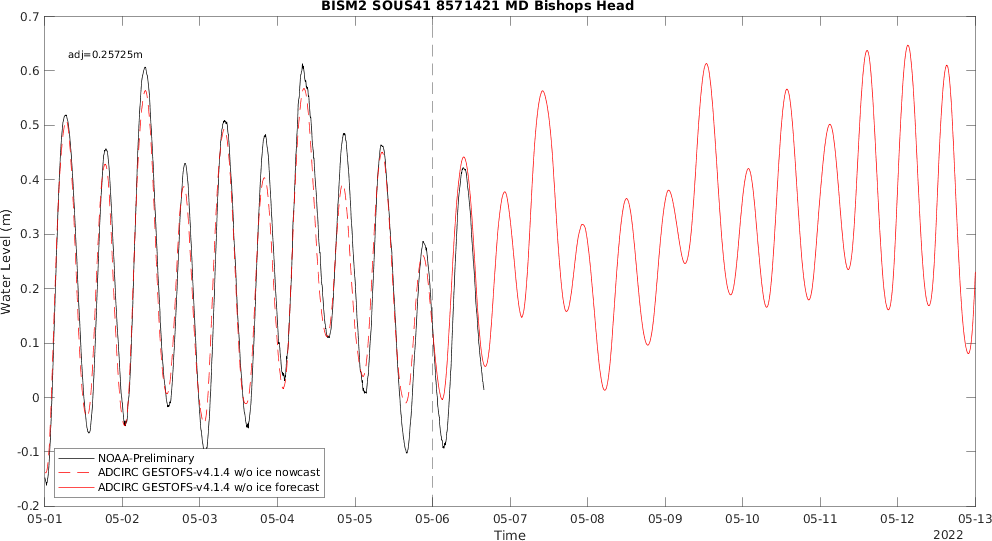 BISM2 SOUS41 8571421 MD Bishops Head
adj=0.25725m
0.7
0.6
0.5
0.4
0.3
0.2
0.1
0
-0.1
-0.2
Water Level (m)
NOAA-Preliminary
ADCIRC GESTOFS-v4.1.4 w/o ice nowcast
ADCIRC GESTOFS-v4.1.4 w/o ice forecast
05-01 05-02 05-03 05-04 05-05 05-06 05-07 05-08 05-09 05-10 05-11 05-12 05-13
Time
2022